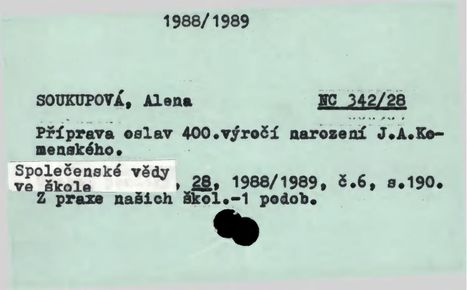 1988/1989
SOUKUPOVÁ, Alena NC 342/28
Příprava oslav 400.výročí narození J.A.Ko-
menského.
Společenské vědy
ve škole, 28, 1988/1989, č.6, s.190.
Z praxe našich škol.-1 podob.